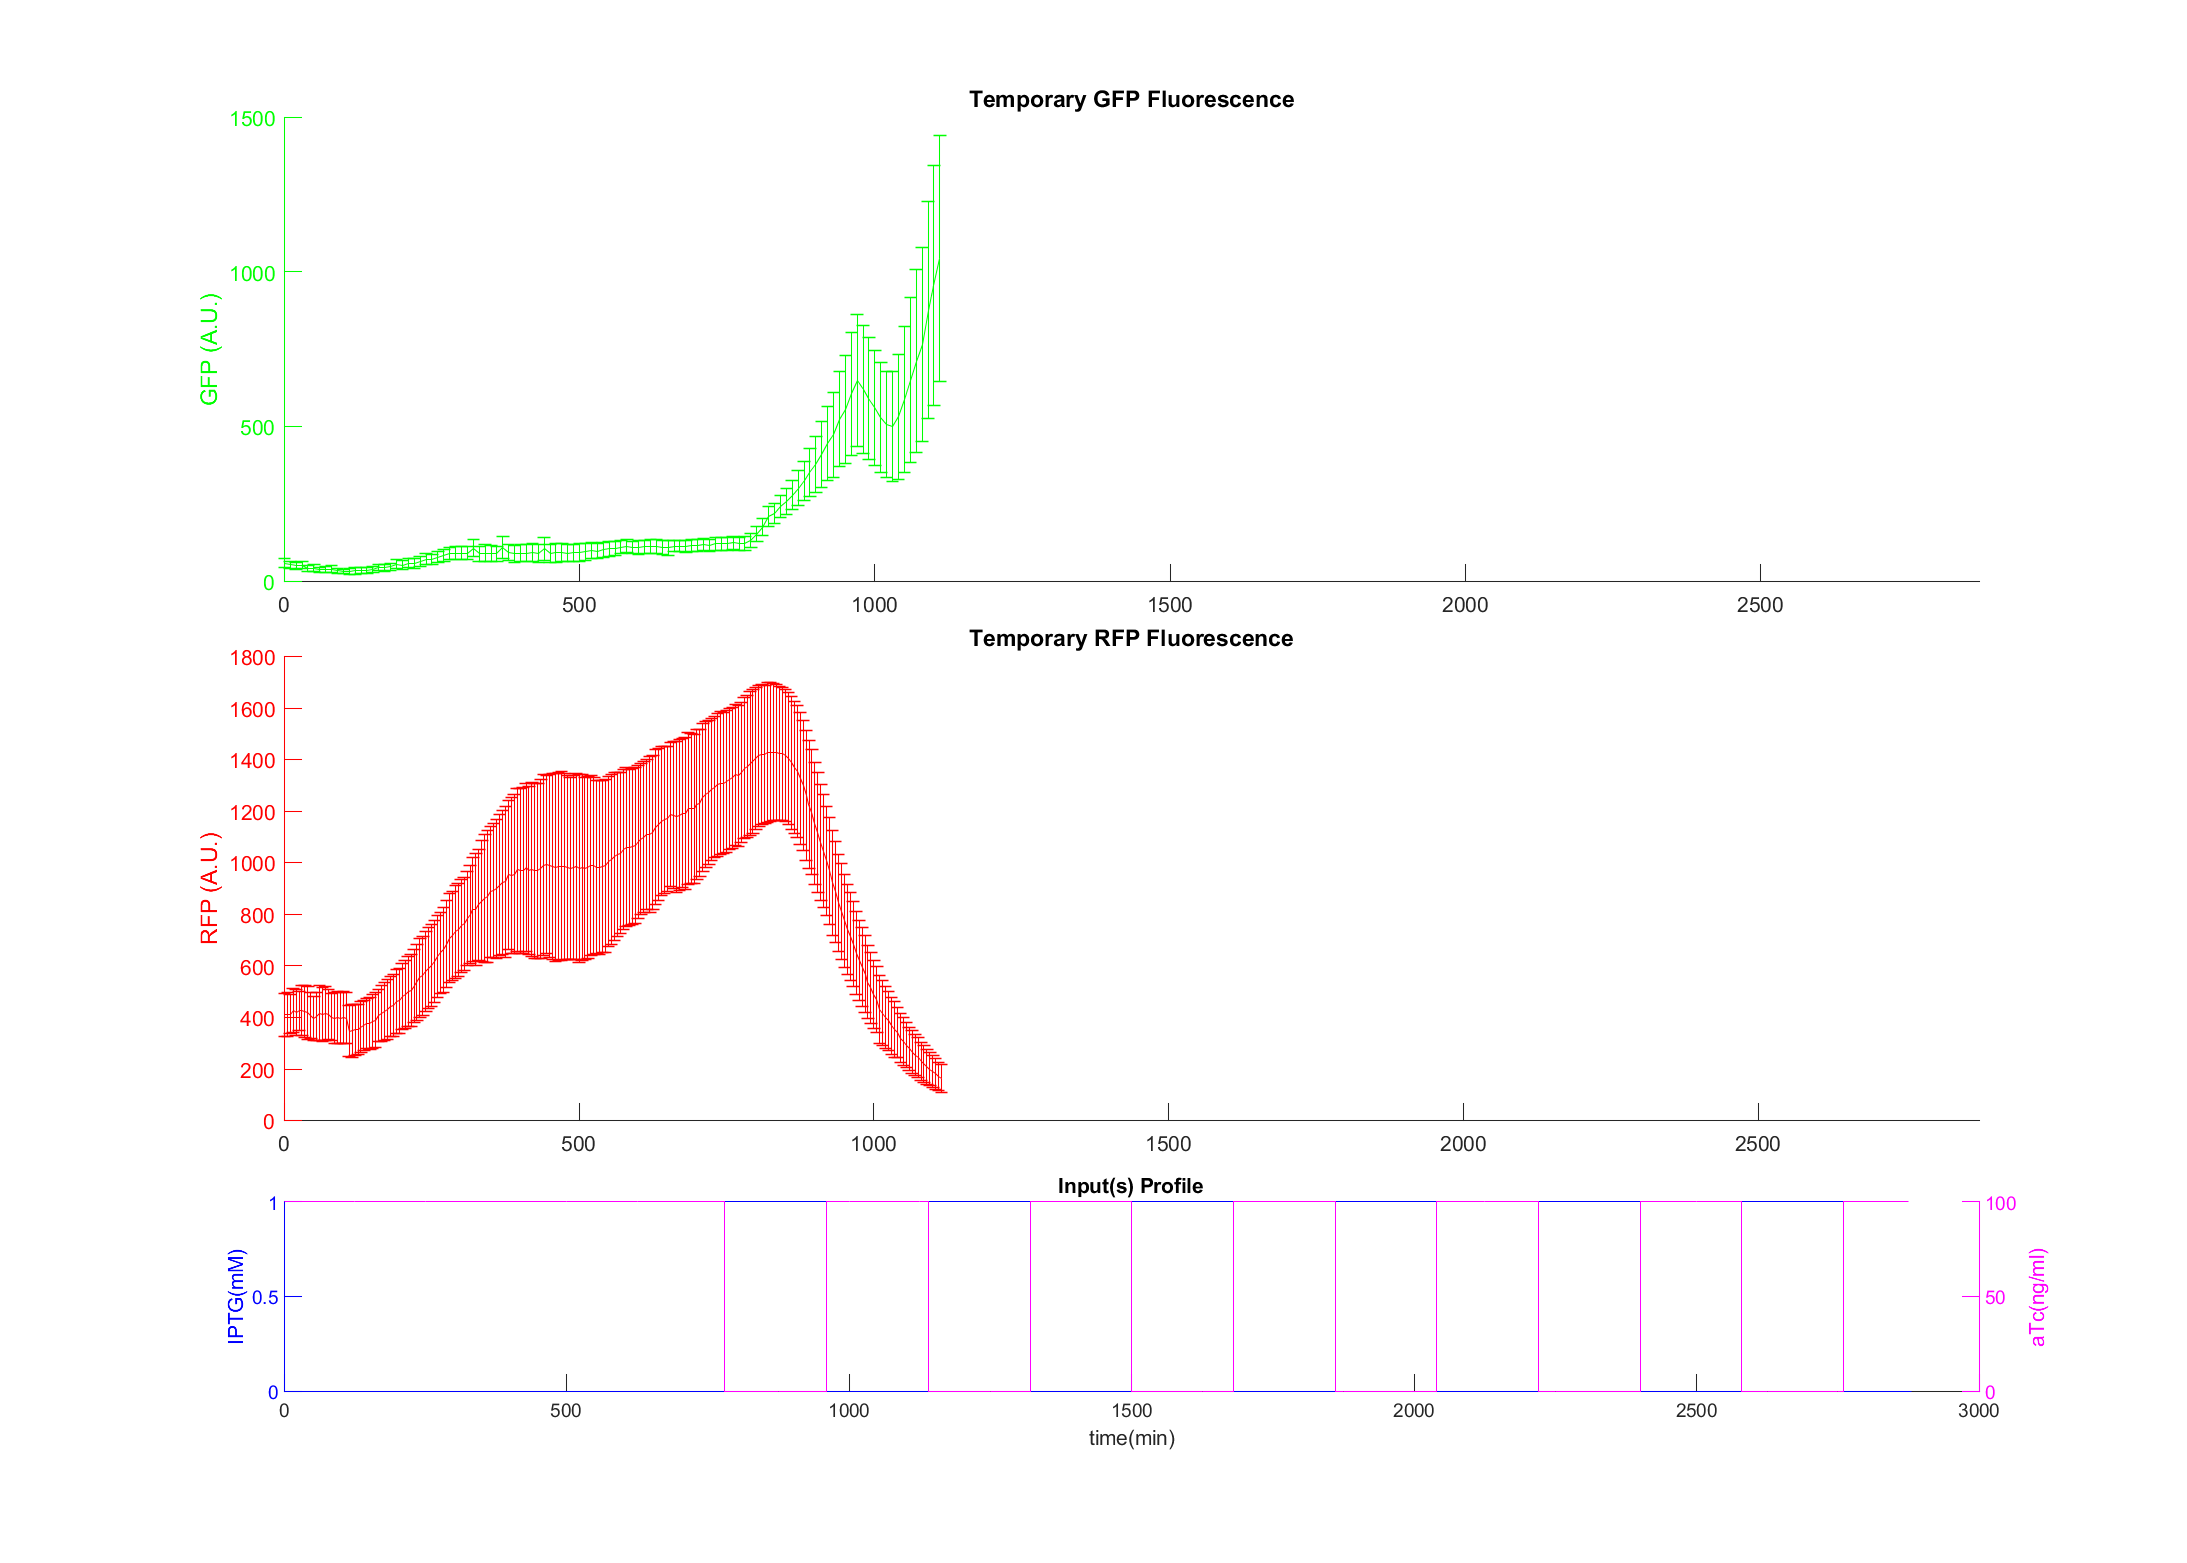 Temporary GFP Fluorescence
1500
1000
500
0
GFP (A.U.)
0 500 1000 1500 2000 2500
Temporary RFP Fluorescence
1800
1600
1400
1200
1000
800
600
400
200
0
RFP (A.U.)
0 500 1000 1500 2000 2500
Input(s) Profile
1
0.5
0
IPTG(mM)
100
50
0
aTc(ng/ml)
0 500 1000 1500 2000 2500 3000
time(min)